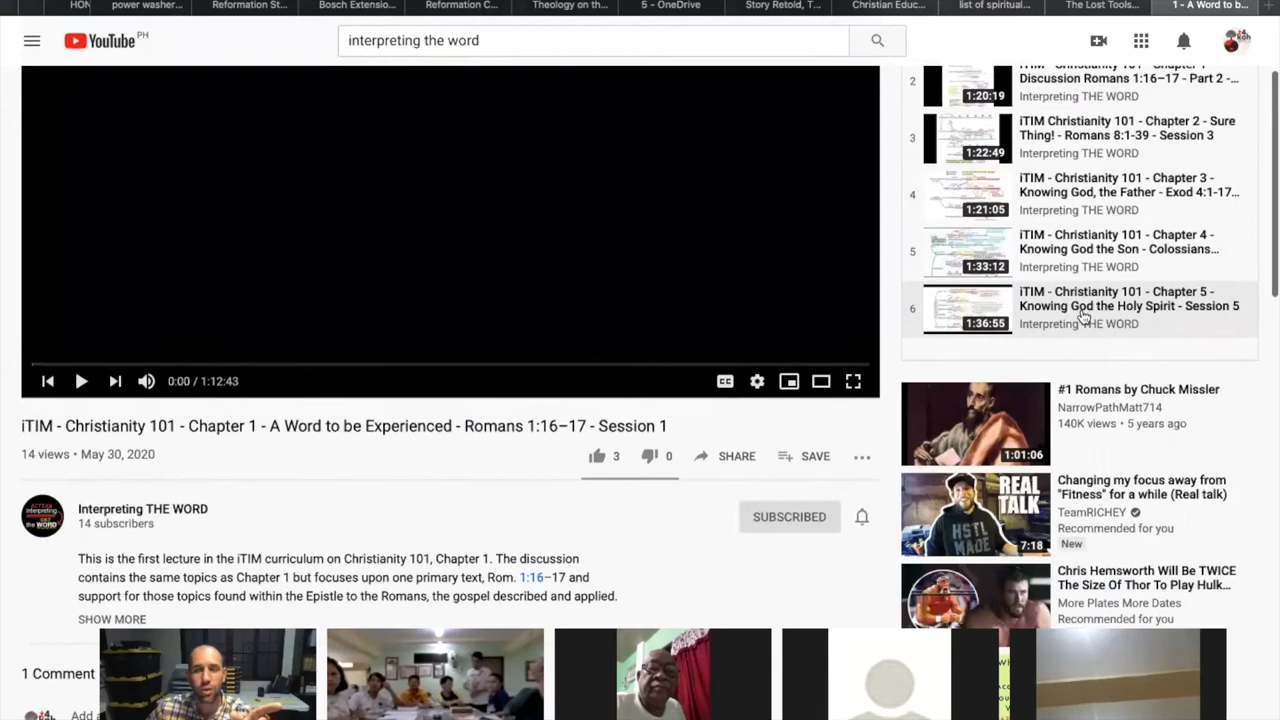 HON
power washer...
Reformation St...
Bosch Extensio...
Reformation C...
Theology on th...
5 - OneDrive
Story Retold, T...
Christian Educ...
list of spiritual...
The Lost Tools...
1 - A Word to b...
YouTube PH
interpreting the word
2
Discussion Romans 1:16–17 - Part 2 -...
1:20:19
Interpreting THE WORD
3
iTIM Christianity 101 - Chapter 2 - Sure
Thing! - Romans 8:1-39 - Session 3
1:22:49
Interpreting THE WORD
4
iTIM - Christianity 101 - Chapter 3 -
Knowing God, the Father - Exod 4:1-17...
1:21:05
Interpreting THE WORD
5
iTIM - Christianity 101 - Chapter 4 -
Knowing God the Son - Colossians...
1:33:12
Interpreting THE WORD
6
iTIM - Christianity 101 - Chapter 5 -
Knowing God the Holy Spirit - Session 5
1:36:55
Interpreting THE WORD
0:00 / 1:12:43
CC
iTIM - Christianity 101 - Chapter 1 - A Word to be Experienced - Romans 1:16–17 - Session 1
14 views • May 30, 2020
3
0
SHARE
SAVE
Interpreting THE WORD
14 subscribers
SUBSCRIBED
This is the first lecture in the iTIM curriculum on Christianity 101, Chapter 1. The discussion
contains the same topics as Chapter 1 but focuses upon one primary text, Rom. 1:16–17 and
support for those topics found within the Epistle to the Romans, the gospel described and applied.
SHOW MORE
1 Comment
#1 Romans by Chuck Missler
NarrowPathMatt714
140K views • 5 years ago
1:01:06
Changing my focus away from
"Fitness" for a while (Real talk)
TeamRICHEY
Recommended for you
New
REAL
TALK
HSTL
MADE
7:18
Chris Hemsworth Will Be TWICE
The Size Of Thor To Play Hulk...
More Plates More Dates
Recommended for you